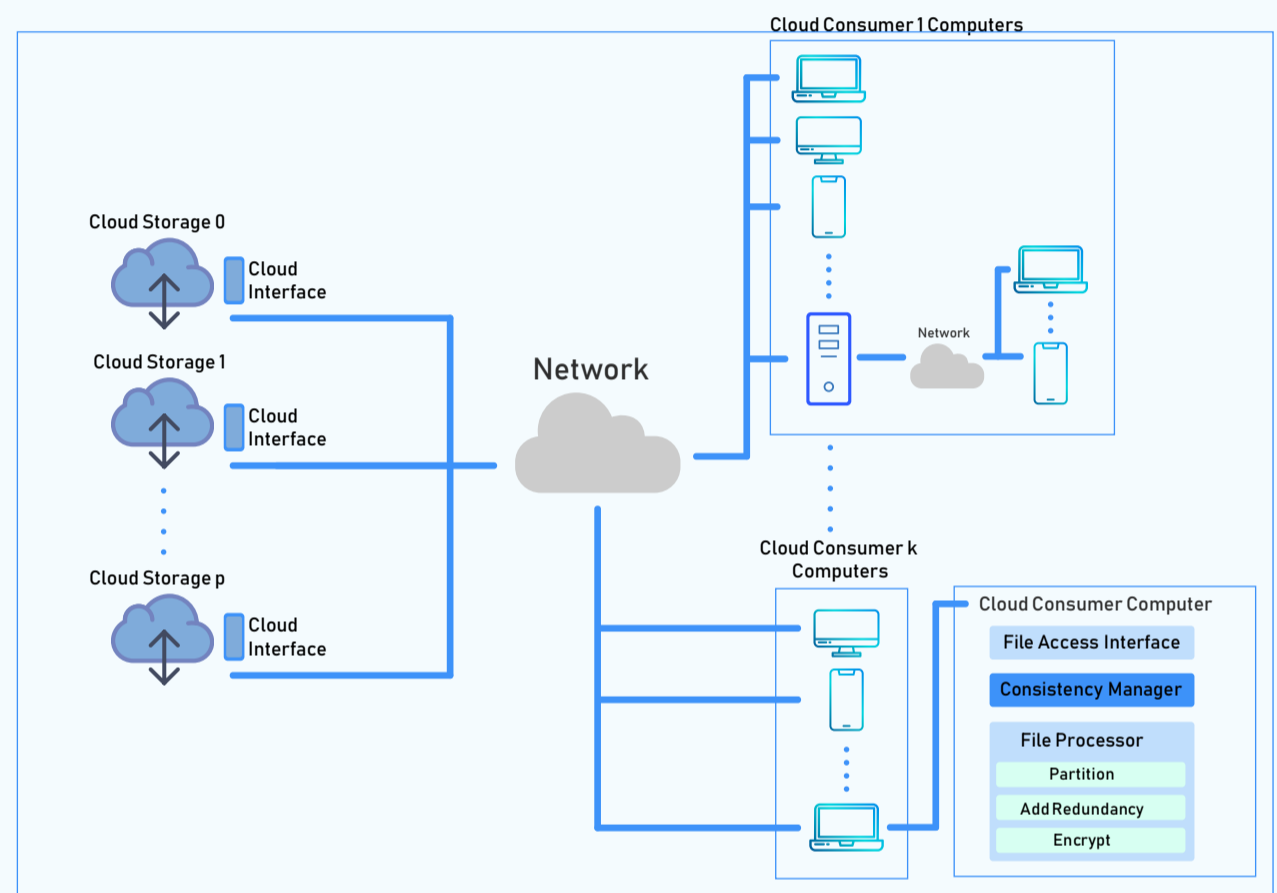 Cloud Consumer 1 Computers
Cloud Storage 0
Cloud
Interface
Cloud Storage 1
Cloud
Interface
Cloud Storage p
Cloud
Interface
Network
Network
Cloud Consumer k
Computers
Cloud Consumer Computer
File Access Interface
Consistency Manager
File Processor
Partition
Add Redundancy
Encrypt